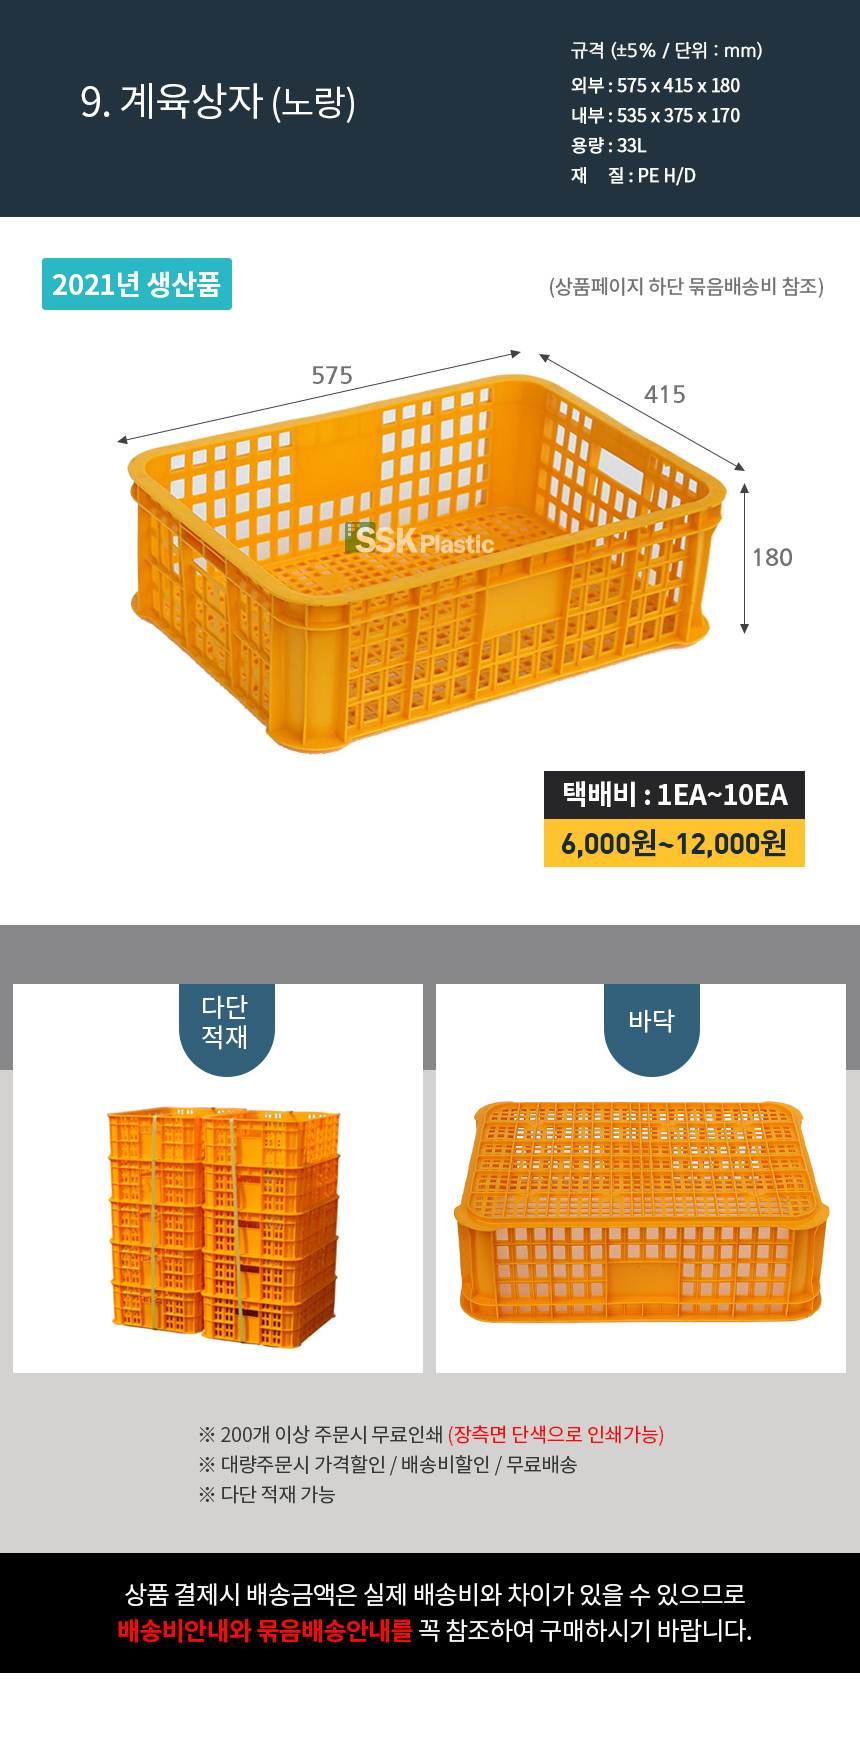 9. 계육상자 (노랑)
규격 (±5% / 단위 : mm)
외부 : 575 x 415 x 180
내부 : 535 x 375 x 170
용량 : 33L
재 질 : PE H/D
2021년 생산품
(상품페이지 하단 묶음배송비 참조)
575
415
180
SSK Plastic
택배비 : 1EA~10EA
6,000원~12,000원
다단
적재
바닥
※ 200개 이상 주문시 무료인쇄 (장측면 단색으로 인쇄가능)
※ 대량주문시 가격할인 / 배송비할인 / 무료배송
※ 다단 적재 가능
상품 결제시 배송금액은 실제 배송비와 차이가 있을 수 있으므로
배송비안내와 묶음배송안내를 꼭 참조하여 구매하시기 바랍니다.